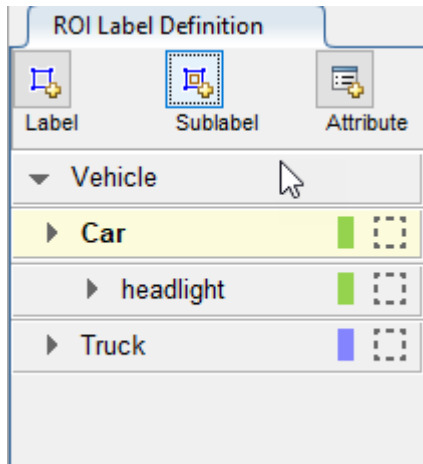 ROI Label Definition
Label Sublabel Attribute
Vehicle
Car
headlight
Truck